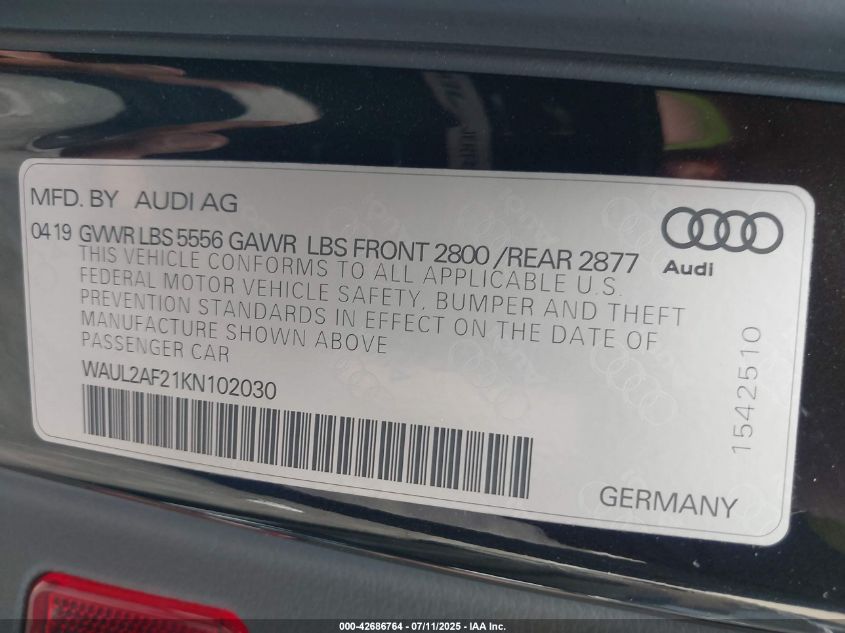 MFD. BY AUDI AG
0419 GVWR LBS 5556 GAWR LBS FRONT 2800 /REAR 2877
THIS VEHICLE CONFORMS TO ALL APPLICABLE U.S.
FEDERAL MOTOR VEHICLE SAFETY, BUMPER AND THEFT
PREVENTION STANDARDS IN EFFECT ON THE DATE OF
MANUFACTURE SHOWN ABOVE
PASSENGER CAR
WAUL2AF21KN102030
Audi
1542510
GERMANY
000-42686764 - 07/11/2025 - IAA Inc.